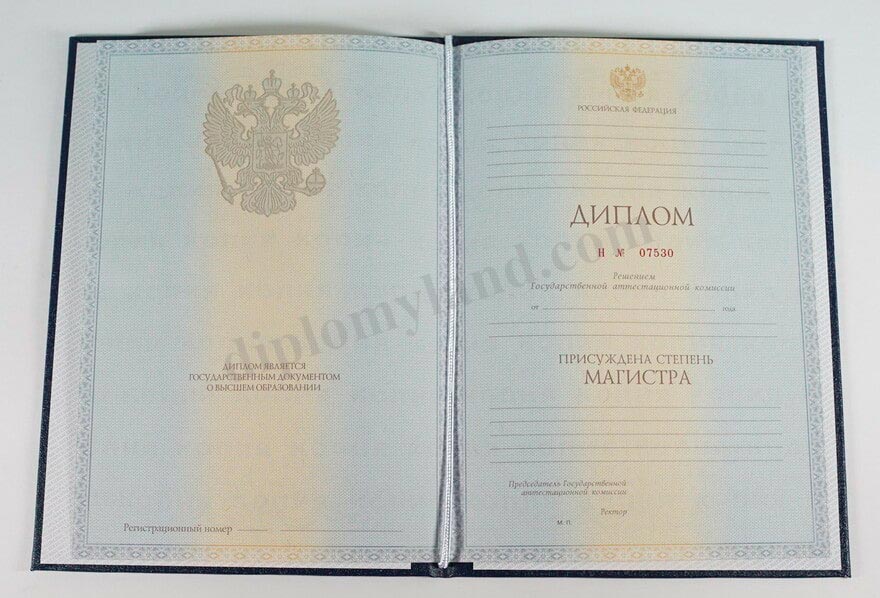 ДИПЛОМ ЯВЛЯЕТСЯ
ГОСУДАРСТВЕННЫМ ДОКУМЕНТОМ
О ВЫСШЕМ ОБРАЗОВАНИИ
Регистрационный номер
РОССИЙСКАЯ ФЕДЕРАЦИЯ
ДИПЛОМ
Н № 07530
Решением
Государственной аттестационной комиссии
от года
ПРИСУЖДЕНА СТЕПЕНЬ
МАГИСТРА
Председатель Государственной
аттестационной комиссии
Ректор
М. П.
diplomyland.com